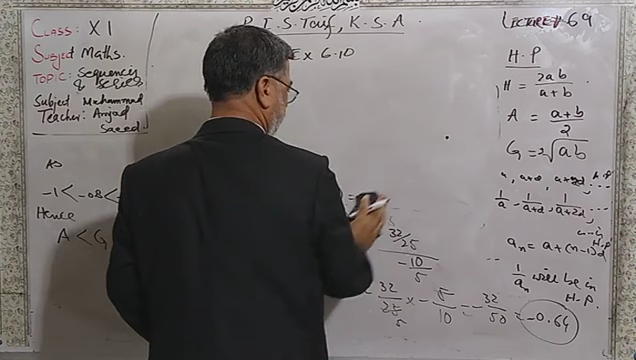 CLASS: XI
Subject Maths.
TOPIC: Sequences & Series
Subject Muhammad
Teacher: Amjad
Saeed
P.I.S. Taif, K.S.A
Ex 6.10
LECTURE# 69
H.P
H = 2ab / a+b
A = a+b / 2
G = ±√ab
a, a+d, a+2d, ...
1/a, 1/a+d, 1/a+2d, ...
is in H.P
aₙ = a+(n-1)d
1/aₙ will be in H.P.
As
-1 < -0.8 <
Hence
A < G
32/25
-10/5
32/25 × -5/10 = -32/50 = -0.64